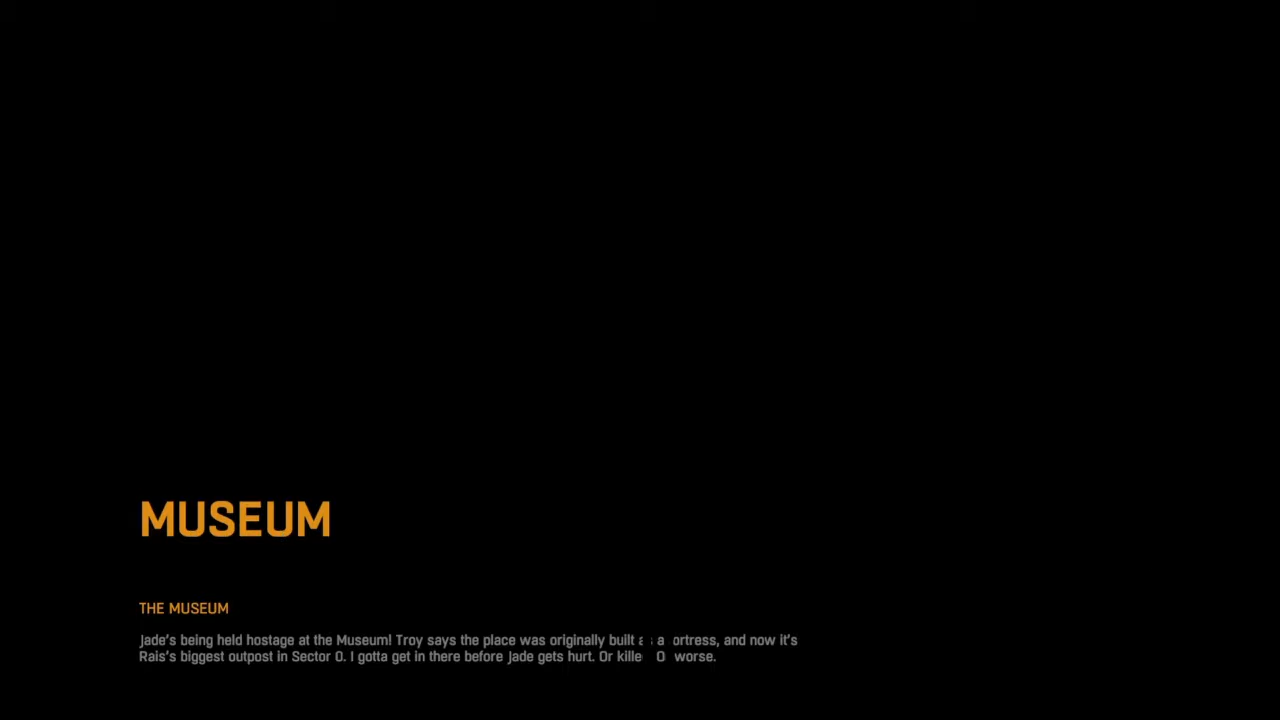 MUSEUM
THE MUSEUM
Jade's being held hostage at the Museum! Troy says the place was originally built a, and now it's
Rais's biggest outpost in Sector 0. I gotta get in there before Jade gets hurt. Or worse.